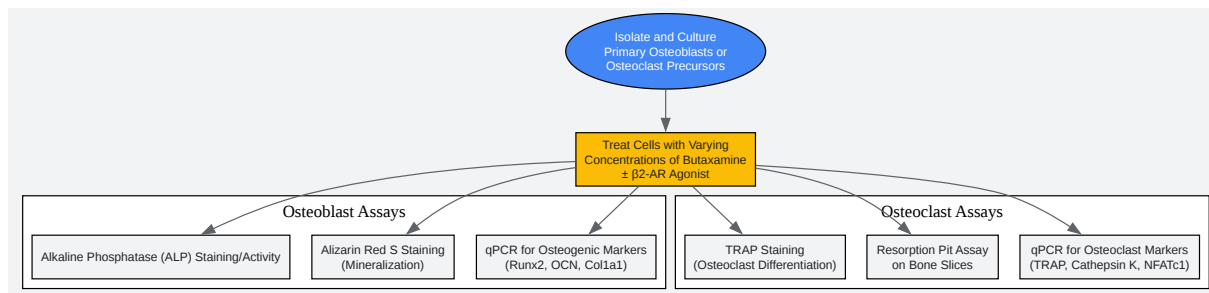 Isolate and Culture
Primary Osteoblasts or
Osteoclast Precursors
Treat Cells with Varying
Concentrations of Butaxamine
± β2-AR Agonist
Osteoblast Assays
Alkaline Phosphatase (ALP) Staining/Activity
Alizarin Red S Staining
(Mineralization)
qPCR for Osteogenic Markers
(Runx2, OCN, Col1a1)
Osteoclast Assays
TRAP Staining
(Osteoclast Differentiation)
Resorption Pit Assay
on Bone Slices
qPCR for Osteoclast Markers
(TRAP, Cathepsin K, NFATc1)